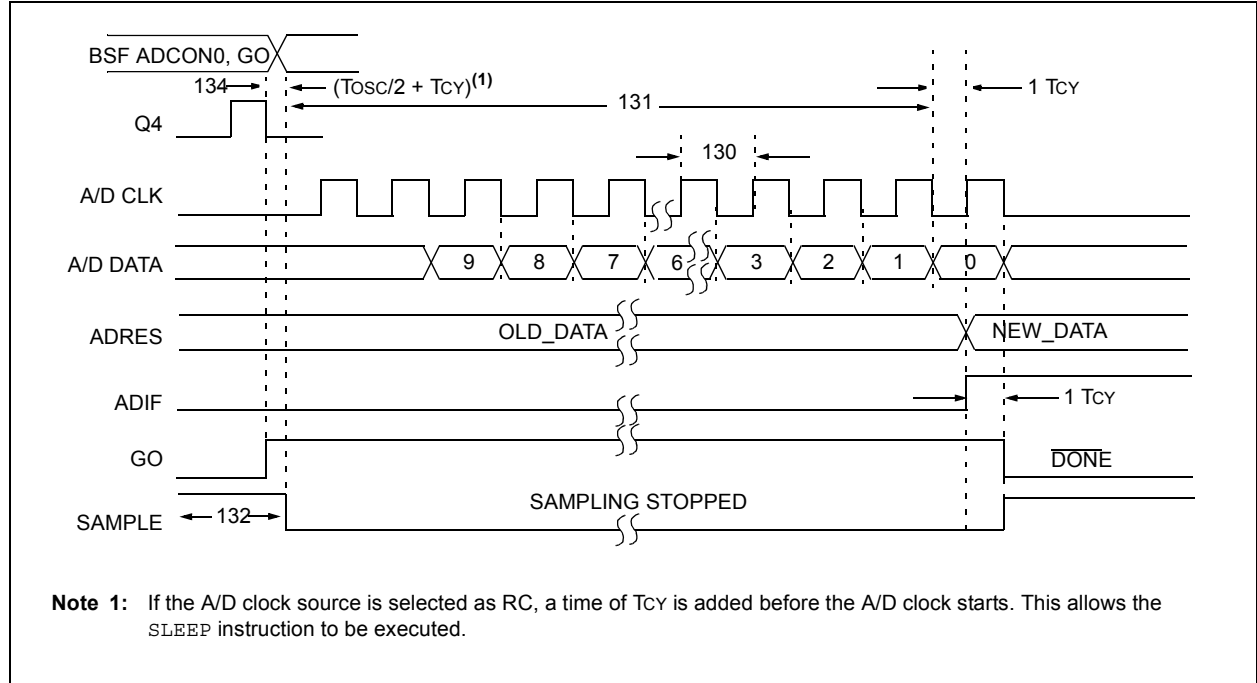 BSF ADCON0, GO
134 (TOSC/2 + TCY)(1) 1 TCY
131
Q4
130
A/D CLK
A/D DATA 9 8 7 6 3 2 1 0
ADRES OLD_DATA NEW_DATA
ADIF 1 TCY
GO DONE
SAMPLE 132 SAMPLING STOPPED
Note 1: If the A/D clock source is selected as RC, a time of TCY is added before the A/D clock starts. This allows the
SLEEP instruction to be executed.